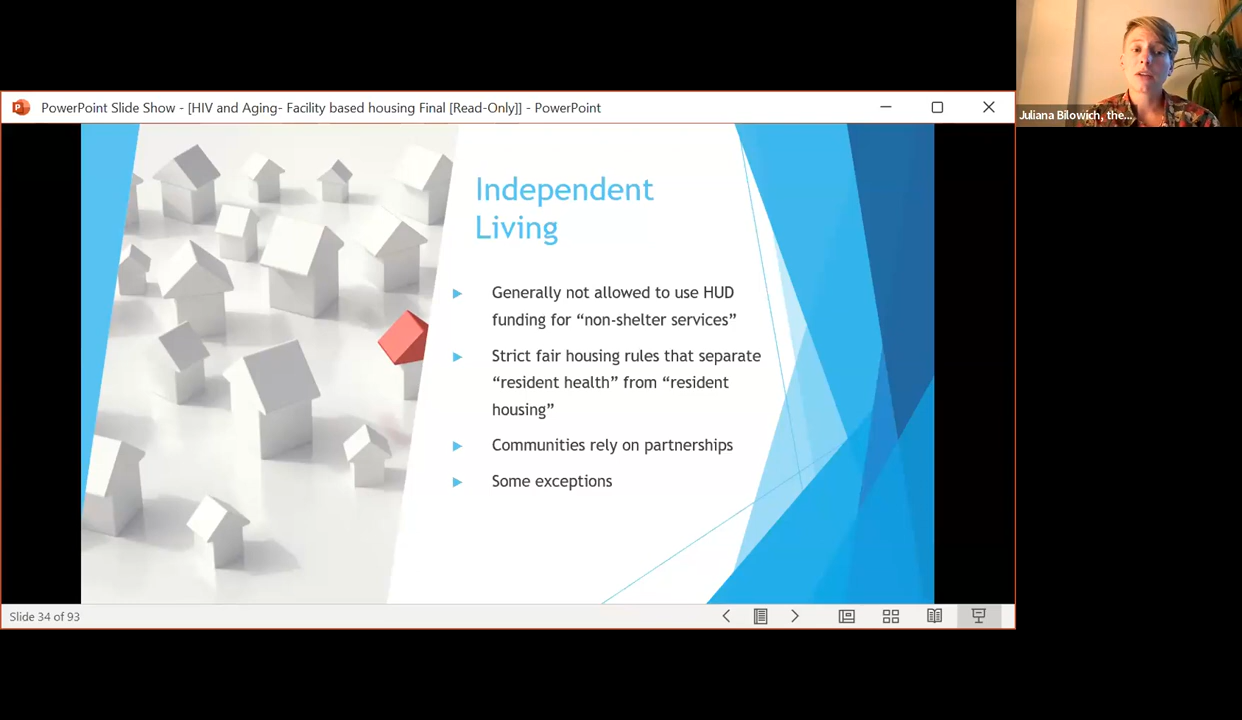 PowerPoint Slide Show - [HIV and Aging- Facility based housing Final [Read-Only]] - PowerPoint
Juliana Bilowich, the...
Independent
Living
Generally not allowed to use HUD
funding for “non-shelter services”
Strict fair housing rules that separate
“resident health” from “resident
housing”
Communities rely on partnerships
Some exceptions
Slide 34 of 93